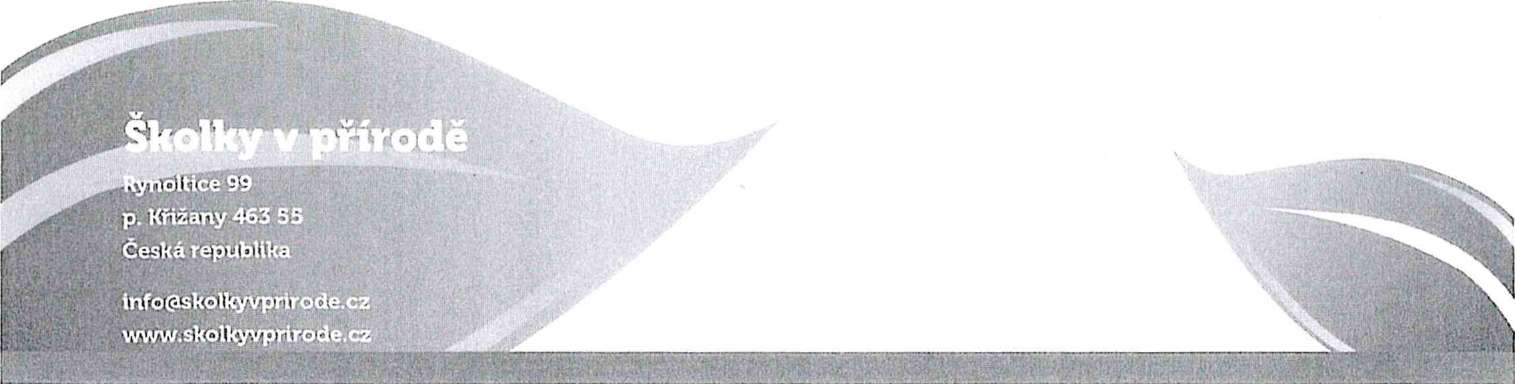 Školky v přírodě
Rynoltice 99
p. Křižany 463 55
Česká republika
info@skolkyvprirode.cz
www.skolkyvprirode.cz